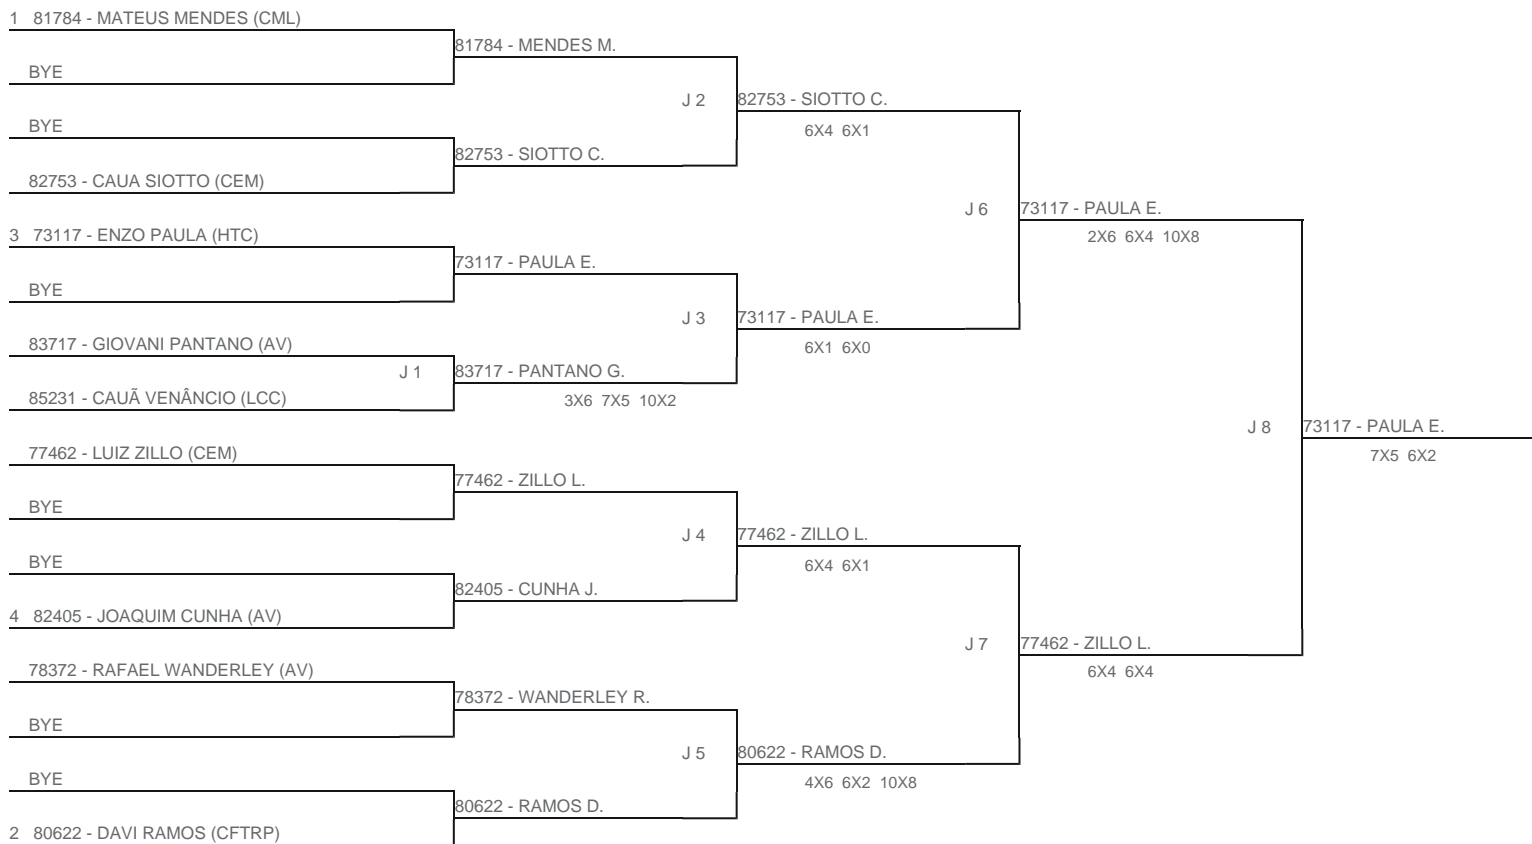 1 81784 - MATEUS MENDES (CML)
81784 - MENDES M.
BYE
J 2
82753 - SIOTTO C.
6X4 6X1
BYE
82753 - SIOTTO C.
82753 - CAUA SIOTTO (CEM)
J 6
73117 - PAULA E.
2X6 6X4 10X8
3 73117 - ENZO PAULA (HTC)
73117 - PAULA E.
BYE
J 3
73117 - PAULA E.
6X1 6X0
83717 - GIOVANI PANTANO (AV)
J 1
83717 - PANTANO G.
3X6 7X5 10X2
85231 - CAUÃ VENÂNCIO (LCC)
J 8
73117 - PAULA E.
7X5 6X2
77462 - LUIZ ZILLO (CEM)
77462 - ZILLO L.
BYE
J 4
77462 - ZILLO L.
6X4 6X1
BYE
82405 - CUNHA J.
4 82405 - JOAQUIM CUNHA (AV)
J 7
77462 - ZILLO L.
6X4 6X4
78372 - RAFAEL WANDERLEY (AV)
78372 - WANDERLEY R.
BYE
J 5
80622 - RAMOS D.
4X6 6X2 10X8
BYE
80622 - RAMOS D.
2 80622 - DAVI RAMOS (CFTRP)